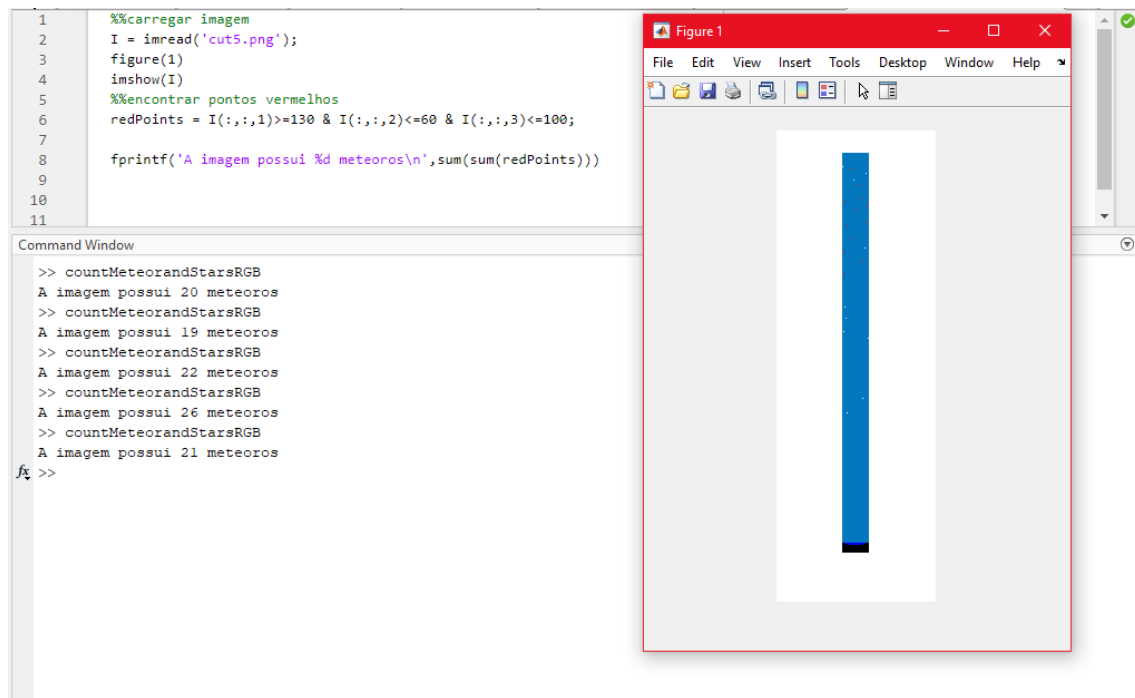 1 %%carregar imagem
2 I = imread('cut5.png');
3 figure(1)
4 imshow(I)
5 %%encontrar pontos vermelhos
6 redPoints = I(:,:,1)>=130 & I(:,:,2)<=60 & I(:,:,3)<=100;
7
8 fprintf('A imagem possui %d meteoros\n',sum(sum(redPoints)))
9
10
11
Figure 1
File Edit View Insert Tools Desktop Window Help
Command Window
>> countMeteorandStarsRGB
A imagem possui 20 meteoros
>> countMeteorandStarsRGB
A imagem possui 19 meteoros
>> countMeteorandStarsRGB
A imagem possui 22 meteoros
>> countMeteorandStarsRGB
A imagem possui 26 meteoros
>> countMeteorandStarsRGB
A imagem possui 21 meteoros
fx >>